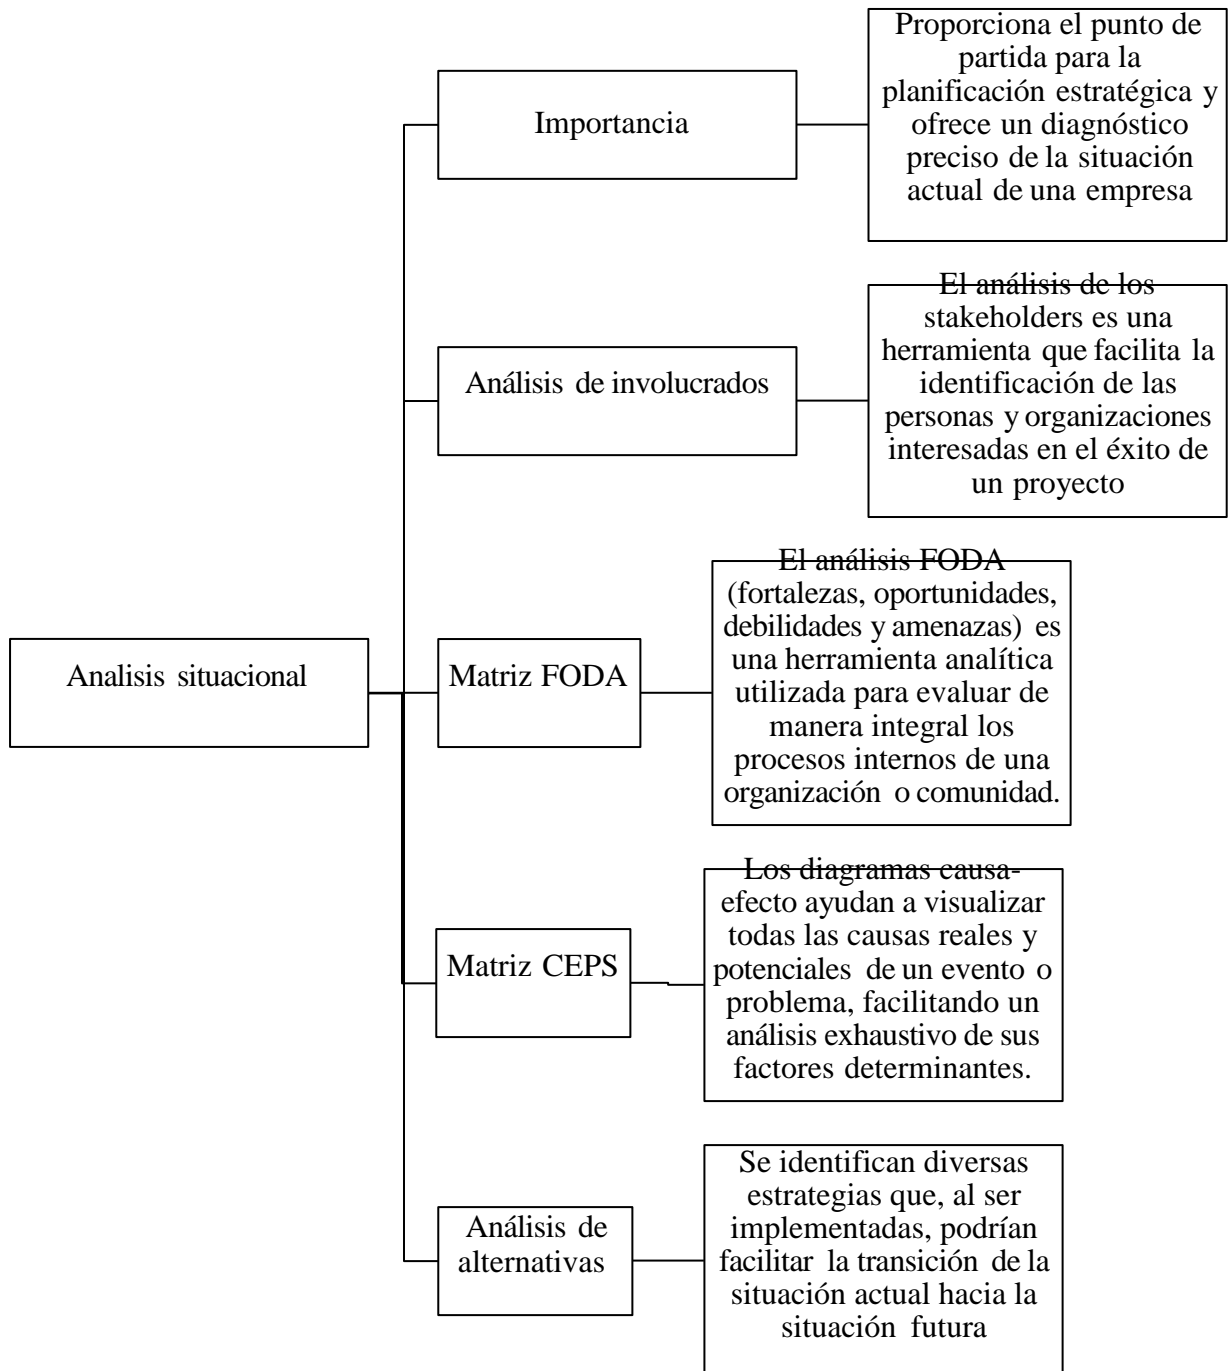 Proporciona el punto de
partida para la
planificación estratégica y
ofrece un diagnóstico
preciso de la situación
actual de una empresa
Importancia
El análisis de los
stakeholders es una
herramienta que facilita la
identificación de las
personas y organizaciones
interesadas en el éxito de
un proyecto
Análisis de involucrados
El análisis FODA
(fortalezas, oportunidades,
debilidades y amenazas) es
una herramienta analítica
utilizada para evaluar de
manera integral los
procesos internos de una
organización o comunidad.
Matriz FODA
Analisis situacional
Los diagramas causa-
efecto ayudan a visualizar
todas las causas reales y
potenciales de un evento o
problema, facilitando un
análisis exhaustivo de sus
factores determinantes.
Matriz CEPS
Se identifican diversas
estrategias que, al ser
implementadas, podrían
facilitar la transición de la
situación actual hacia la
situación futura
Análisis de
alternativas